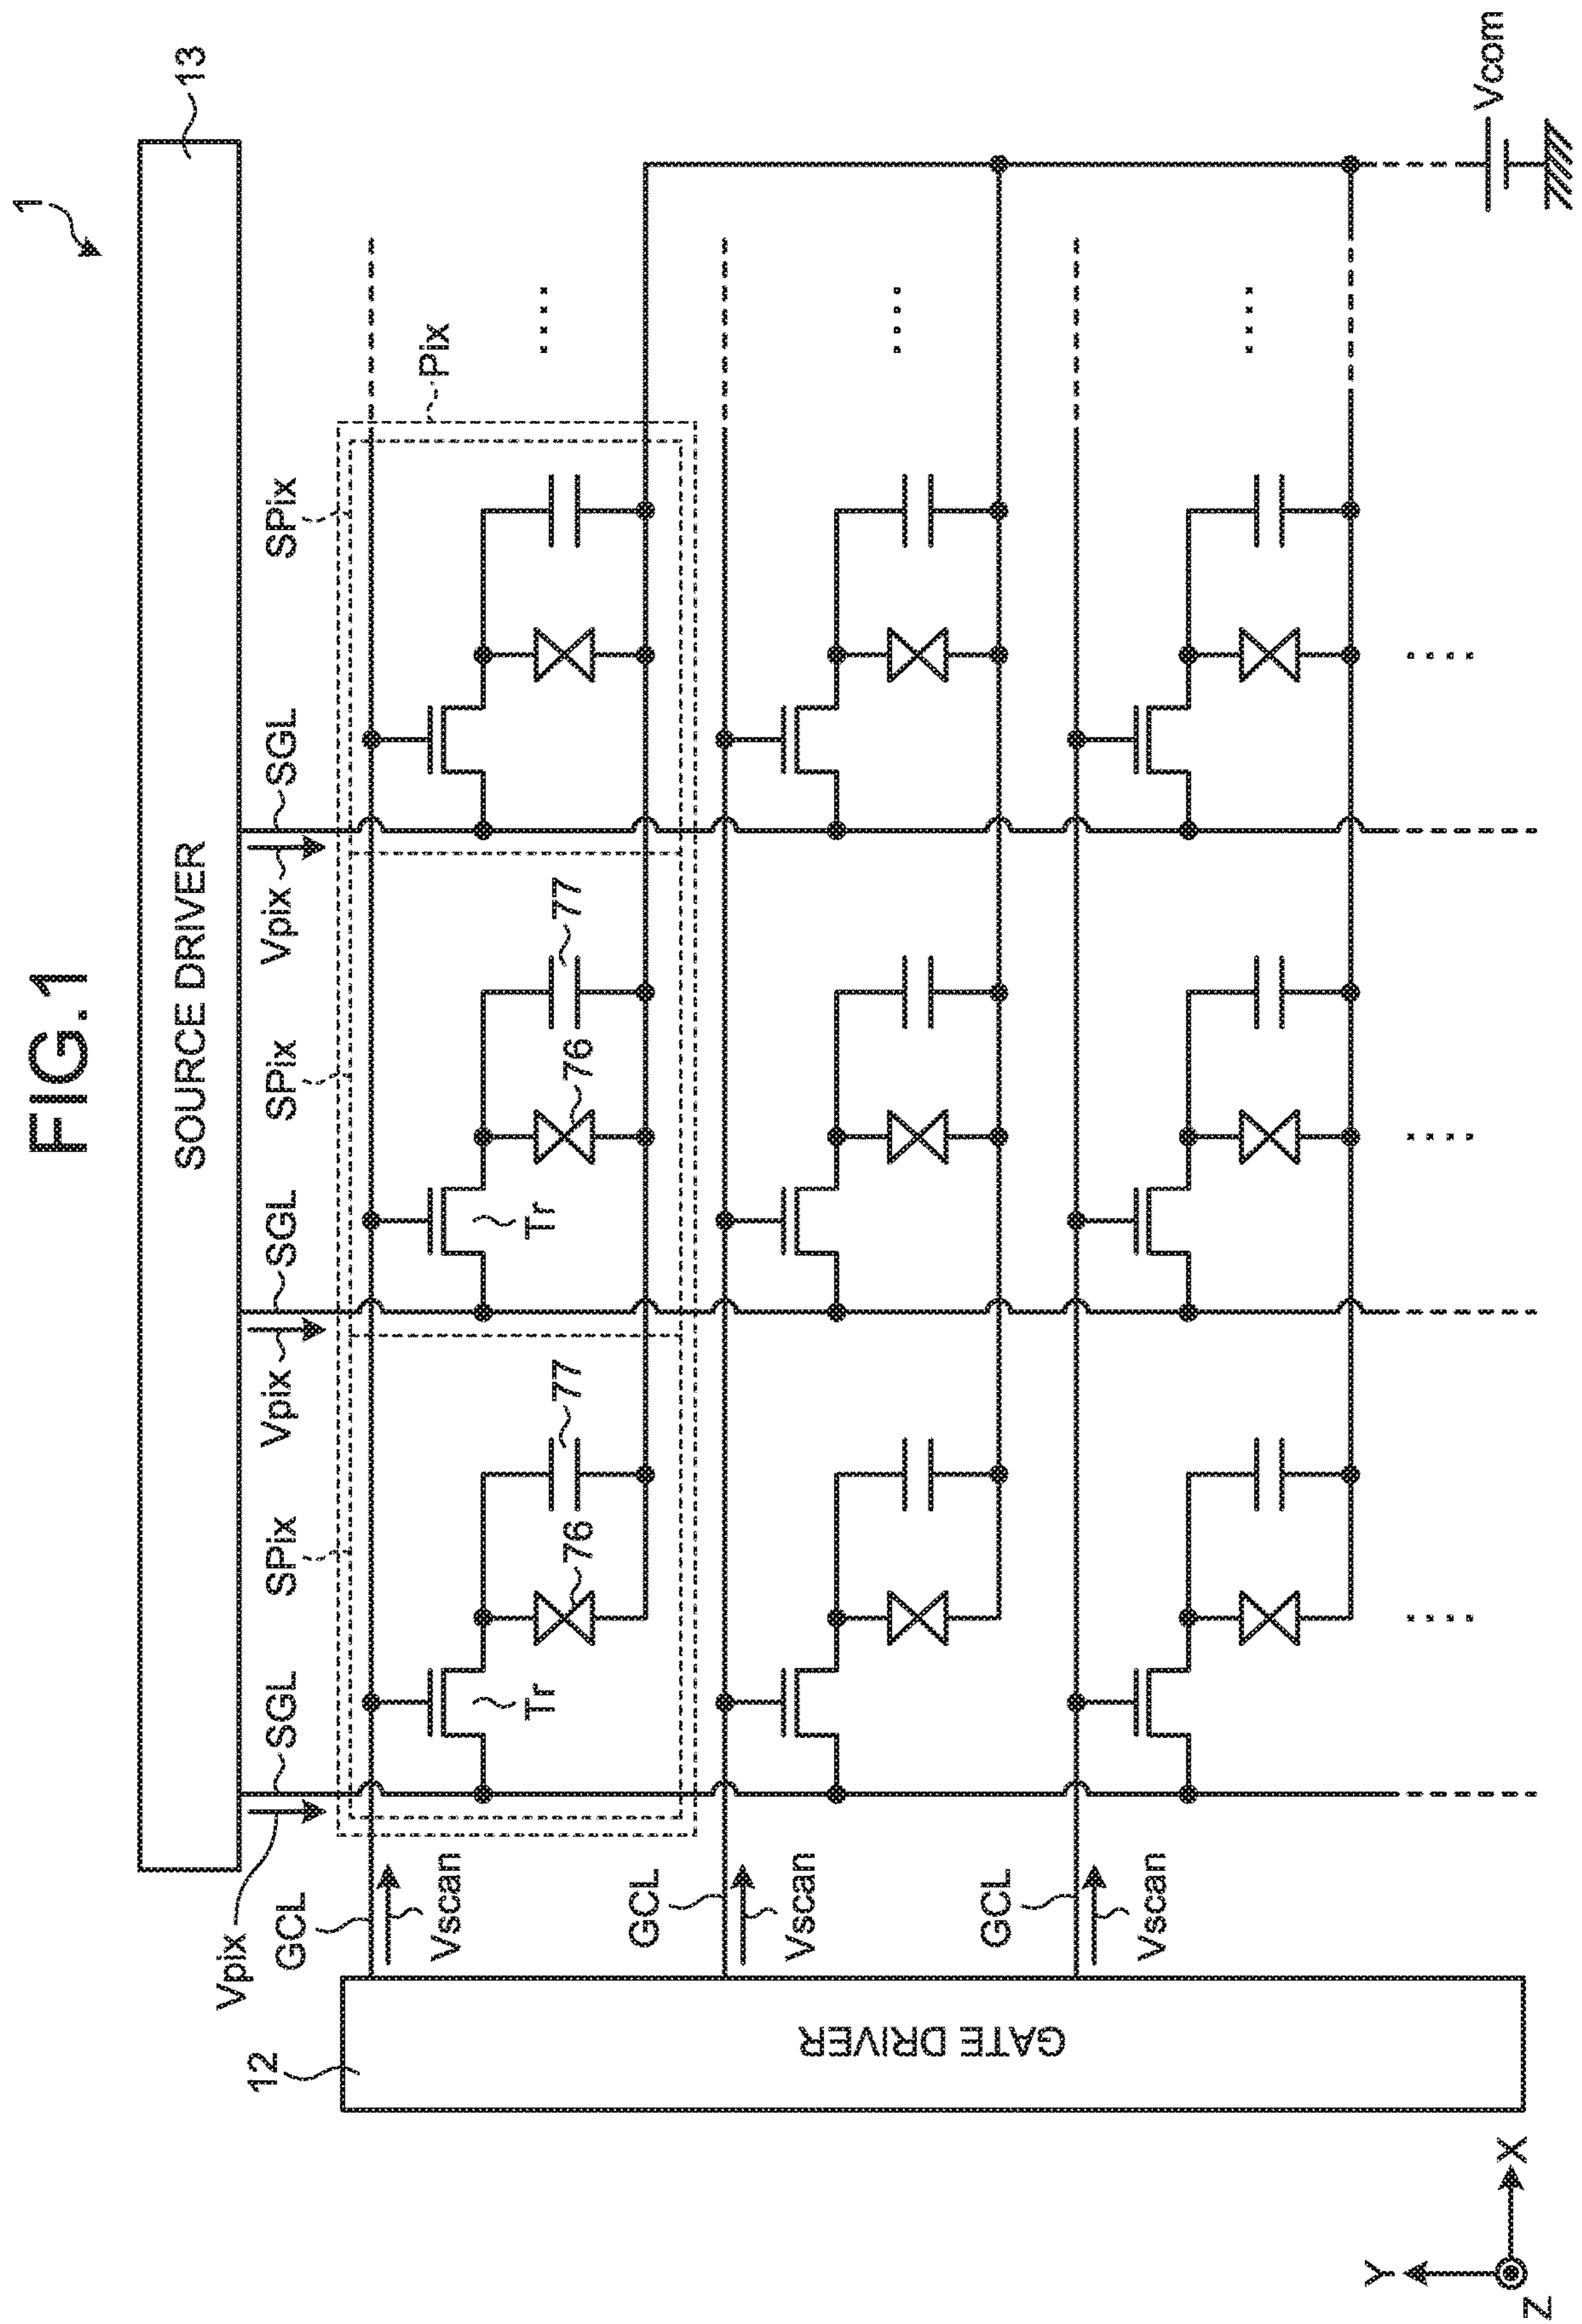 FIG.1
1
13
SOURCE DRIVER
Vpix
SGL
SPix
Vpix
SGL
SPix
Vpix
SGL
SPix
Pix
12
GCL
Vscan
Tr
76
77
Tr
76
77
GCL
Vscan
GCL
Vscan
GATE DRIVER
Vcom
Y
X
Z